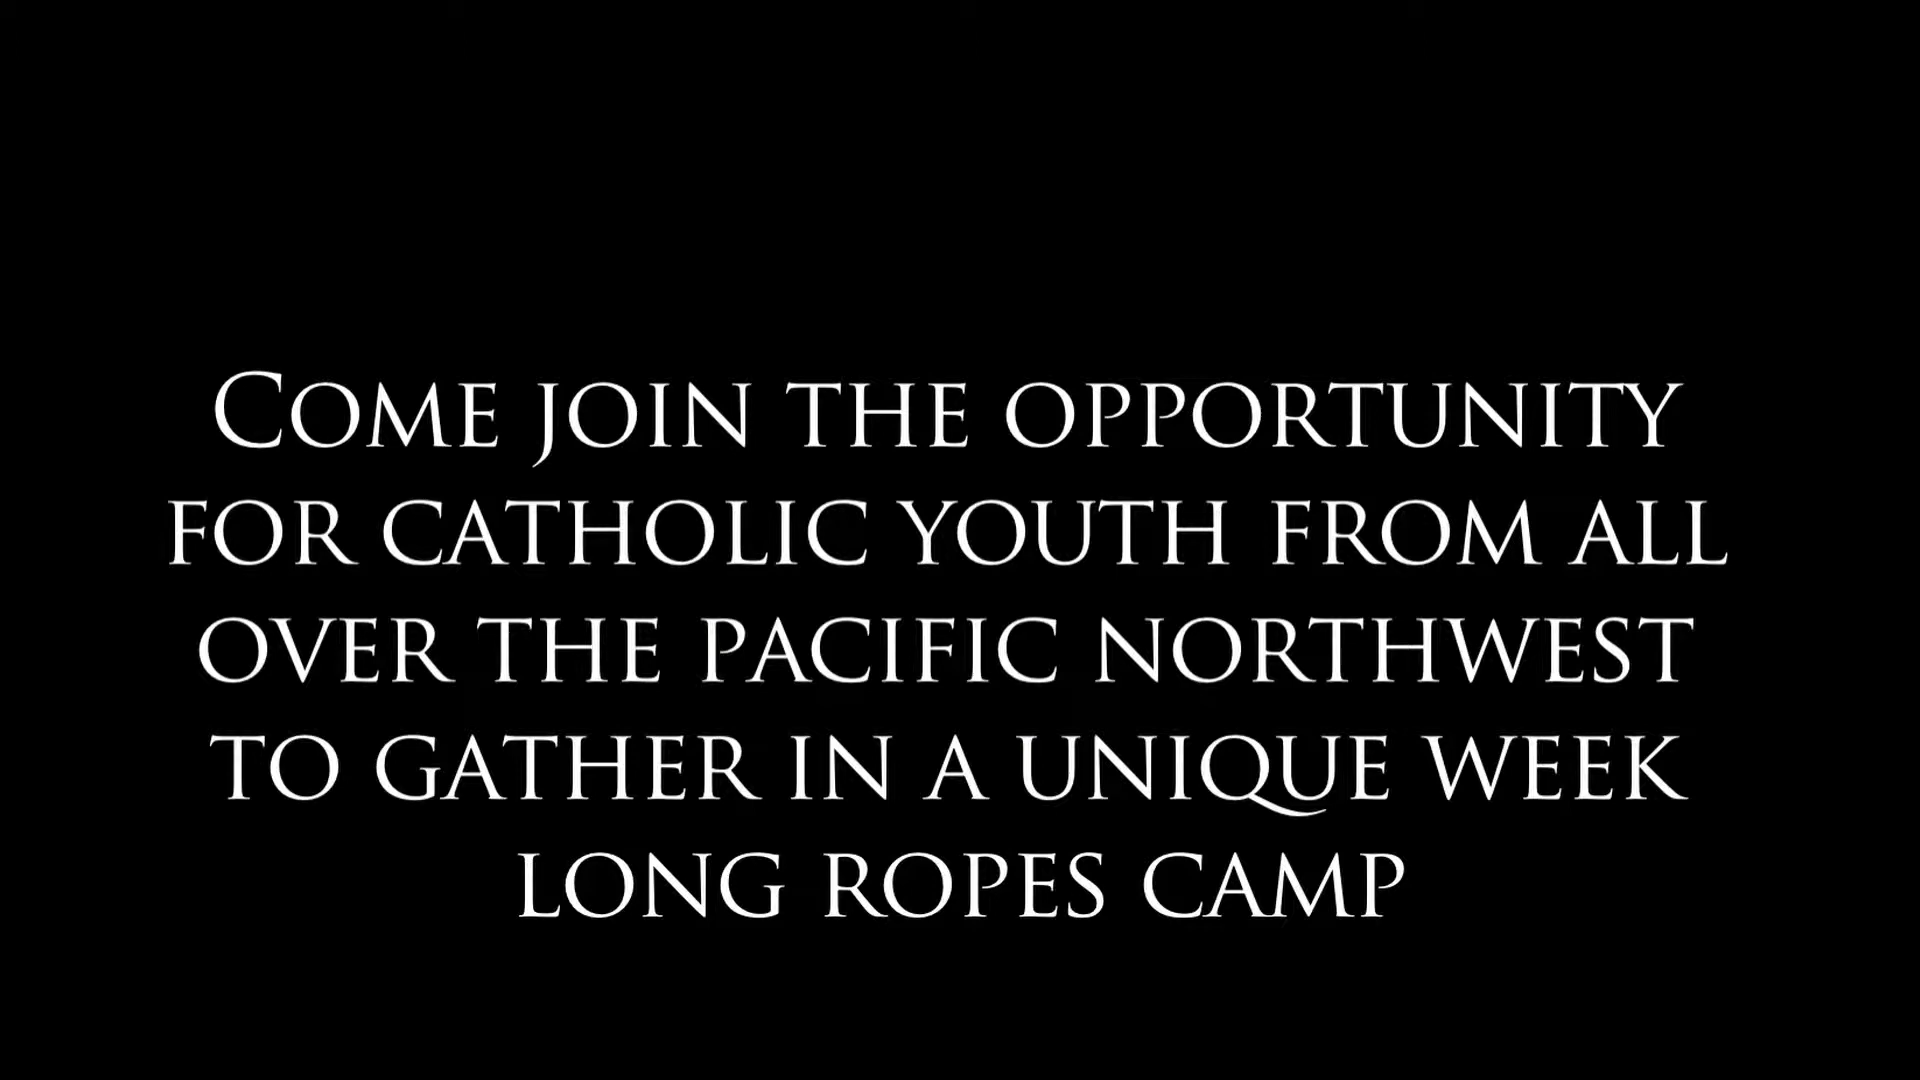 Come join the opportunity
for catholic youth from all
over the pacific northwest
to gather in a unique week
long ropes camp